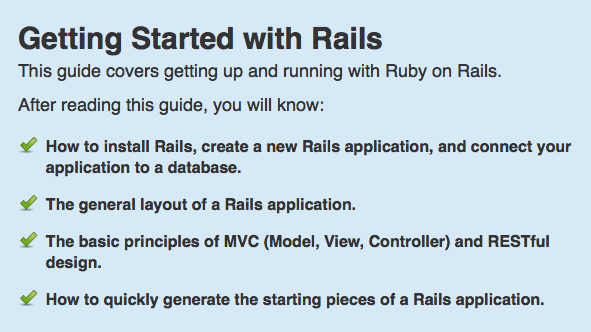 Getting Started with Rails
This guide covers getting up and running with Ruby on Rails.
After reading this guide, you will know:
How to install Rails, create a new Rails application, and connect your
application to a database.
The general layout of a Rails application.
The basic principles of MVC (Model, View, Controller) and RESTful
design.
How to quickly generate the starting pieces of a Rails application.